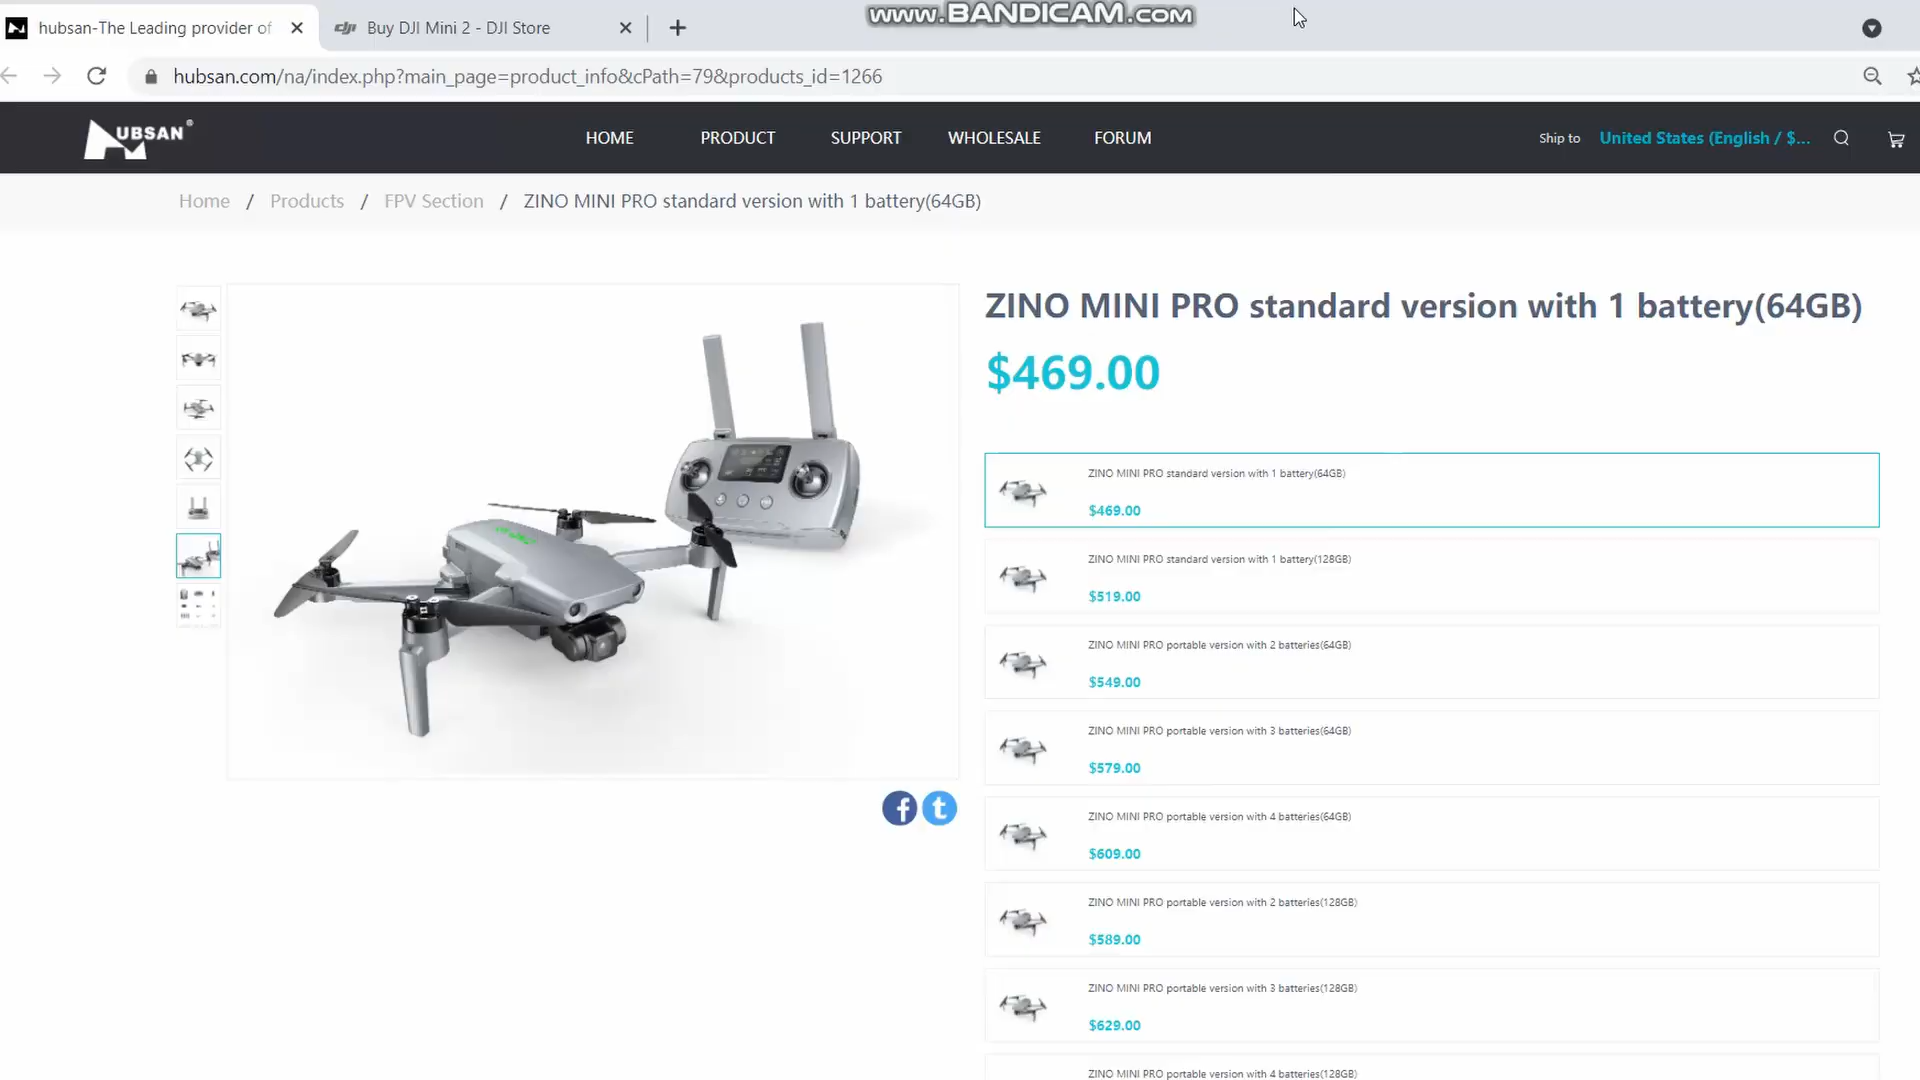 www.BANDICAM.com
hubsan-The Leading provider of
Buy DJI Mini 2 - DJI Store
hubsan.com/na/index.php?main_page=product_info&cPath=79&products_id=1266
UBSAN
HOME
PRODUCT
SUPPORT
WHOLESALE
FORUM
Ship to
United States (English / $...
Home / Products / FPV Section / ZINO MINI PRO standard version with 1 battery(64GB)
ZINO MINI PRO standard version with 1 battery(64GB)
$469.00
ZINO MINI PRO standard version with 1 battery(64GB)
$469.00
ZINO MINI PRO standard version with 1 battery(128GB)
$519.00
ZINO MINI PRO portable version with 2 batteries(64GB)
$549.00
ZINO MINI PRO portable version with 3 batteries(64GB)
$579.00
ZINO MINI PRO portable version with 4 batteries(64GB)
$609.00
ZINO MINI PRO portable version with 2 batteries(128GB)
$589.00
ZINO MINI PRO portable version with 3 batteries(128GB)
$629.00
ZINO MINI PRO portable version with 4 batteries(128GB)